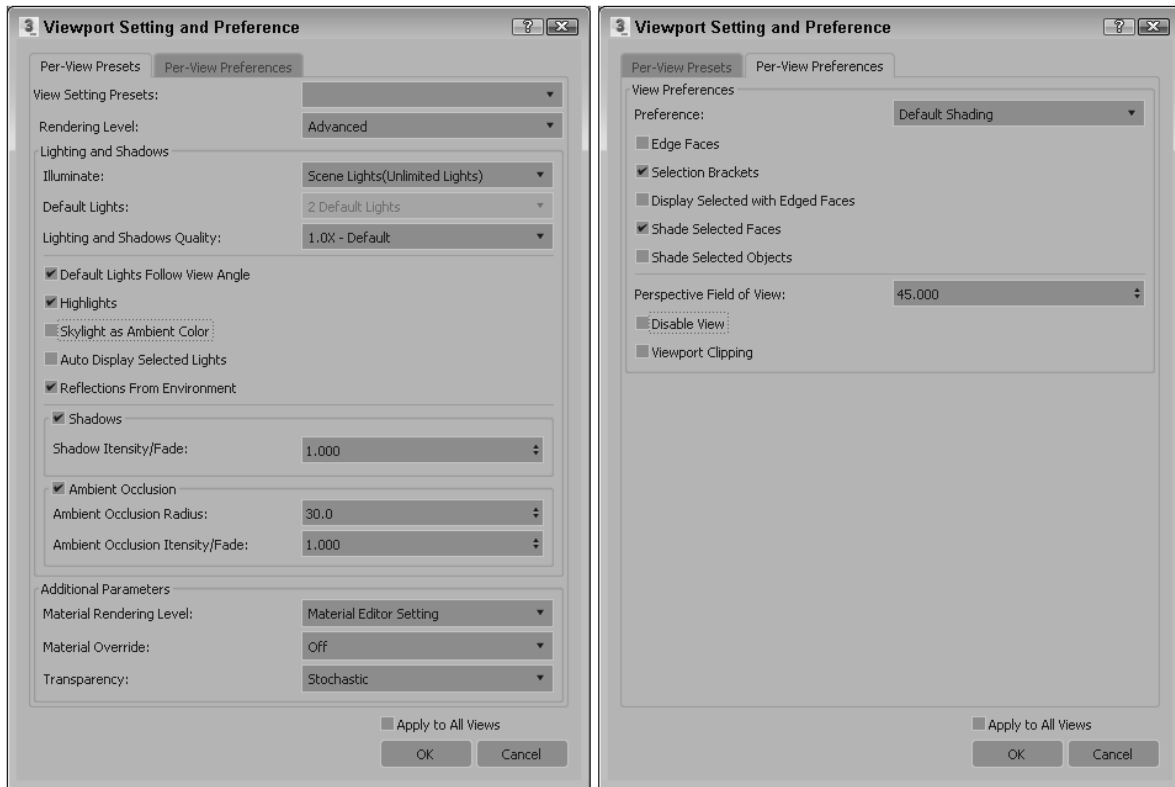 3 Viewport Setting and Preference ?
Per-View Presets Per-View Preferences
View Setting Presets:
Rendering Level: Advanced
Lighting and Shadows
Illuminate: Scene Lights(Unlimited Lights)
Default Lights: 2 Default Lights
Lighting and Shadows Quality: 1.0X - Default
Default Lights Follow View Angle
Highlights
Skylight as Ambient Color
Auto Display Selected Lights
Reflections From Environment
Shadows
Shadow Itensity/Fade: 1.000
Ambient Occlusion
Ambient Occlusion Radius: 30.0
Ambient Occlusion Itensity/Fade: 1.000
Additional Parameters
Material Rendering Level: Material Editor Setting
Material Override: Off
Transparency: Stochastic
Apply to All Views
OK Cancel
3 Viewport Setting and Preference ?
Per-View Presets Per-View Preferences
View Preferences
Preference: Default Shading
Edge Faces
Selection Brackets
Display Selected with Edged Faces
Shade Selected Faces
Shade Selected Objects
Perspective Field of View: 45.000
Disable View
Viewport Clipping
Apply to All Views
OK Cancel